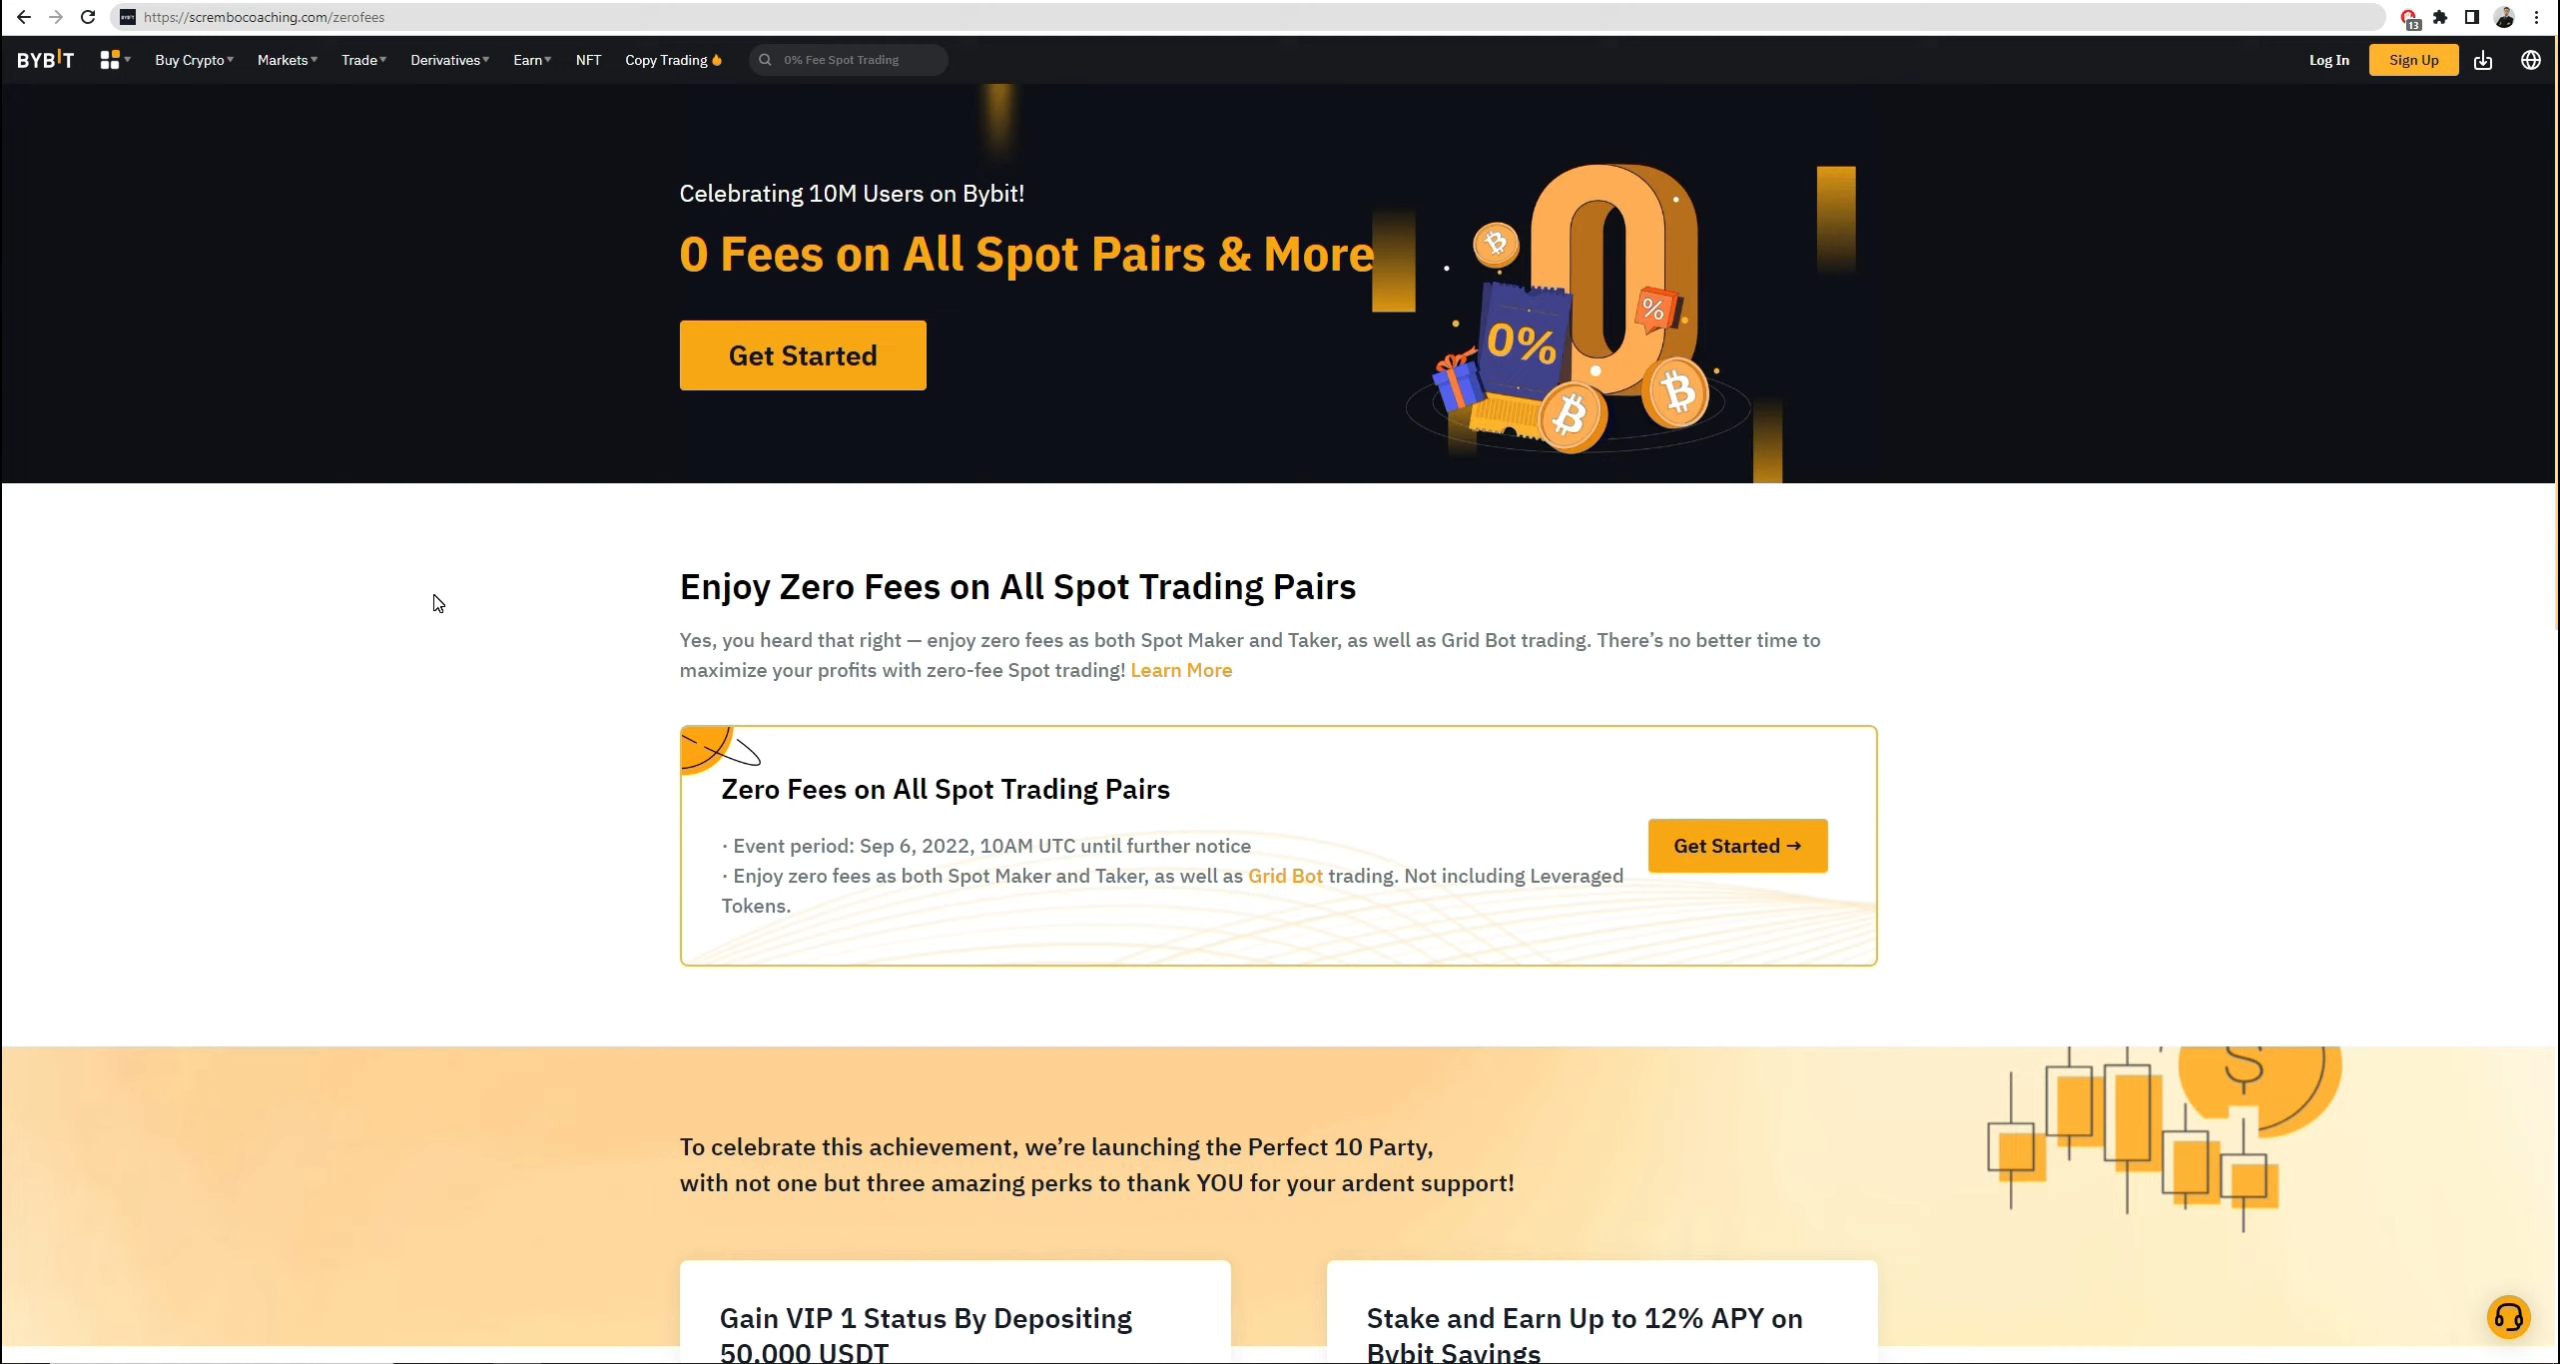 https://scrembocoaching.com/zerofees
13
BYBIT
Buy Crypto
Markets
Trade
Derivatives
Earn
NFT
Copy Trading
0% Fee Spot Trading
Log In
Sign Up
Celebrating 10M Users on Bybit!
0 Fees on All Spot Pairs & More
Get Started
0%
%
Enjoy Zero Fees on All Spot Trading Pairs
Yes, you heard that right — enjoy zero fees as both Spot Maker and Taker, as well as Grid Bot trading. There's no better time to
maximize your profits with zero-fee Spot trading! Learn More
Zero Fees on All Spot Trading Pairs
· Event period: Sep 6, 2022, 10AM UTC until further notice
· Enjoy zero fees as both Spot Maker and Taker, as well as Grid Bot trading. Not including Leveraged
Tokens.
Get Started →
To celebrate this achievement, we're launching the Perfect 10 Party,
with not one but three amazing perks to thank YOU for your ardent support!
Gain VIP 1 Status By Depositing
50,000 USDT
Stake and Earn Up to 12% APY on
Bybit Savings